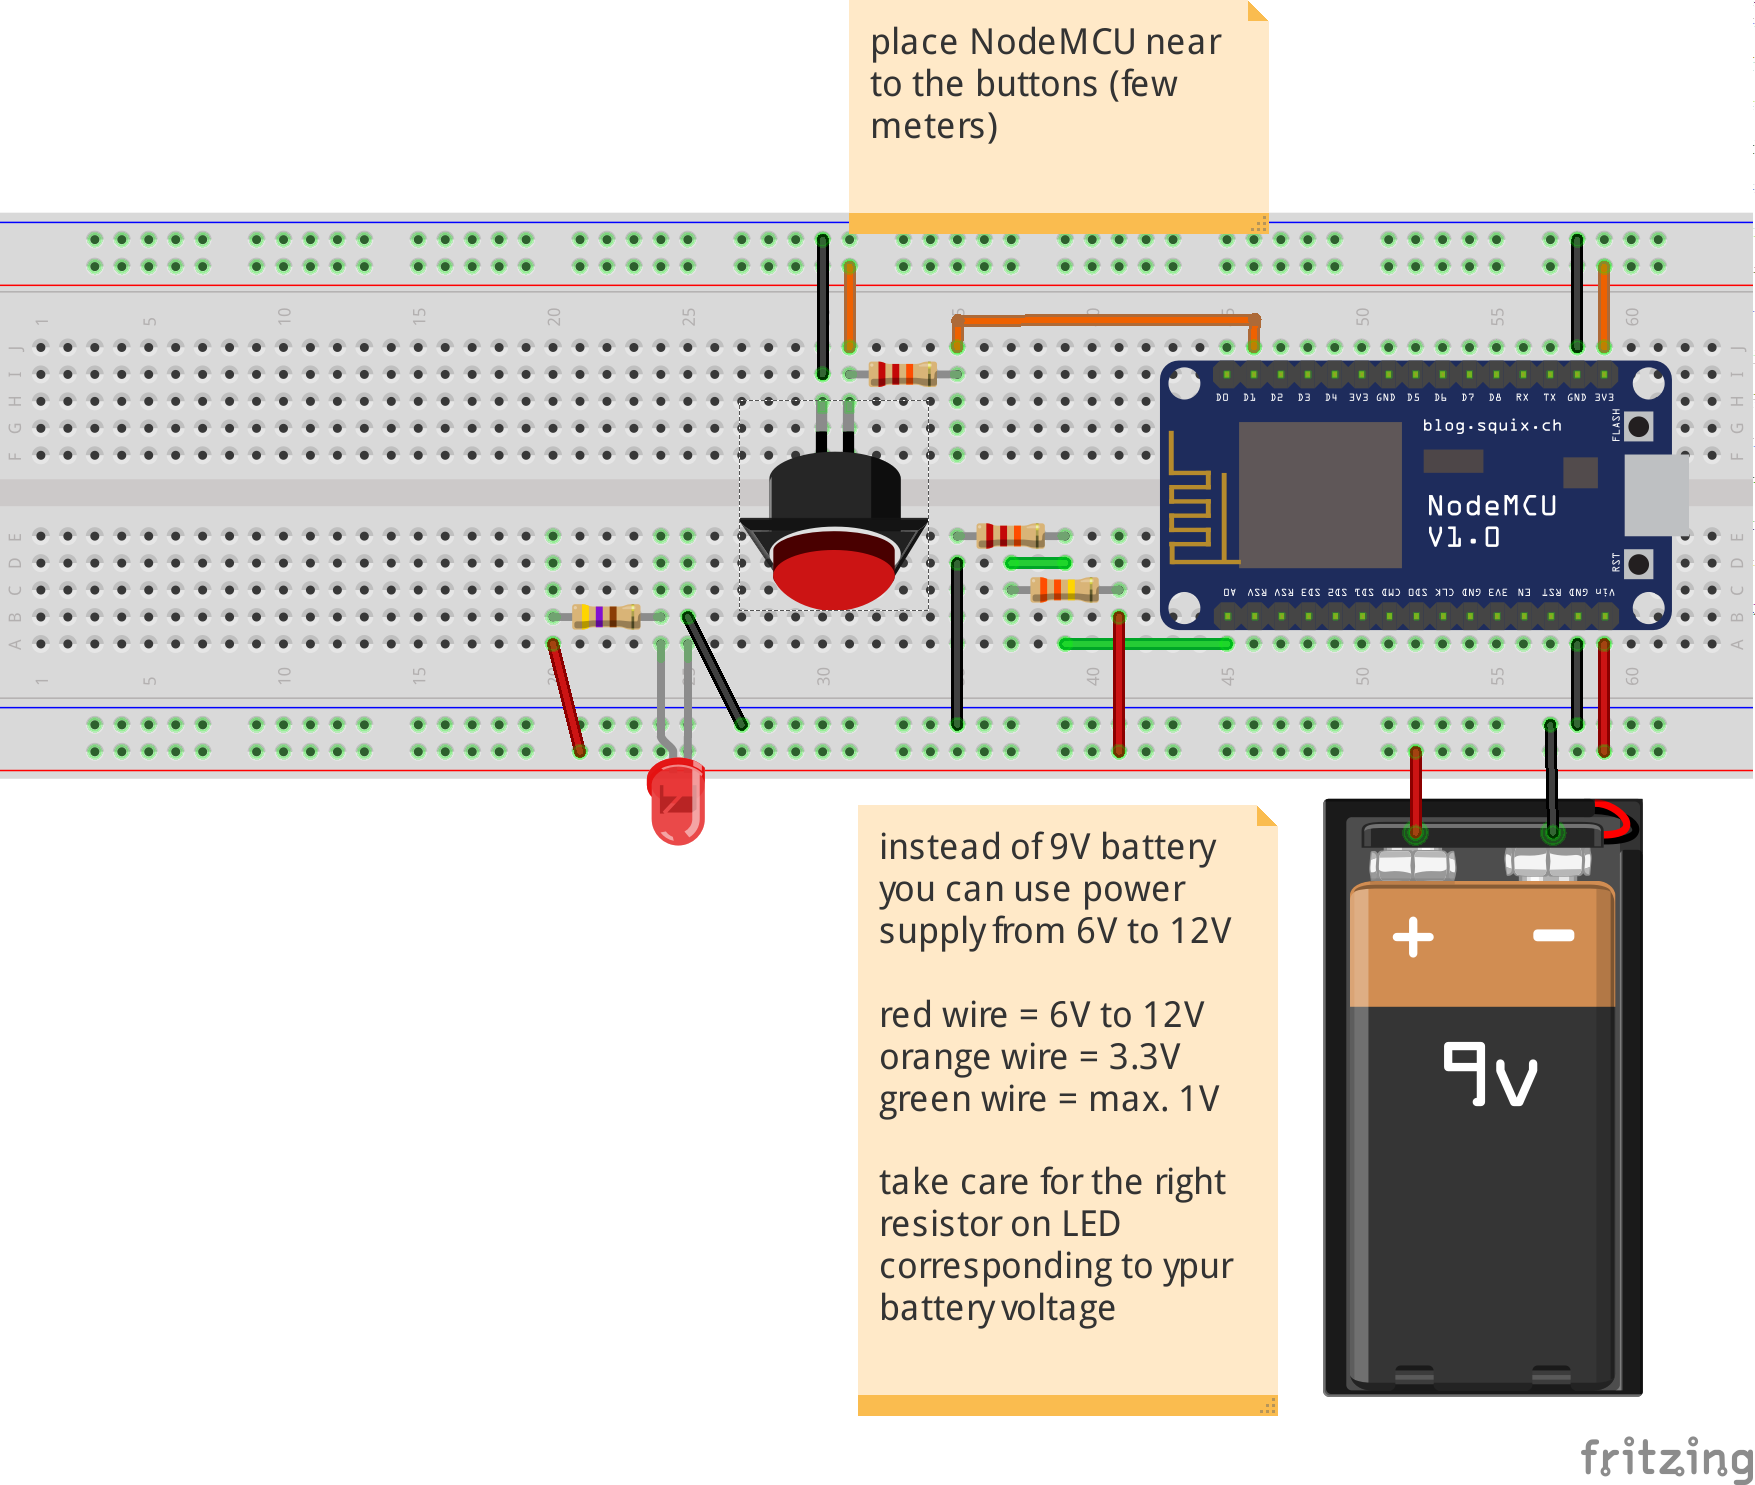 place NodeMCU near
to the buttons (few
meters)
1 5 10 15 20 25 40 50 55 60
J J
I I
H H
G G
F F
D0 D1 D2 D3 D4 3V3 GND D5 D6 D7 D8 RX TX GND 3V3
FLASH
blog.squix.ch
NodeMCU
V1.0
RST
E E
D D
C C
B B
A A
A0 RSV RSV SD3 SD2 SD1 CMD SD0 CLK GND 3V3 EN RST GND Vin
1 5 10 15 20 25 30 40 45 50 55 60
instead of 9V battery
you can use power
supply from 6V to 12V
red wire = 6V to 12V
orange wire = 3.3V
green wire = max. 1V
take care for the right
resistor on LED
corresponding to ypur
battery voltage
+ -
9V
fritzing